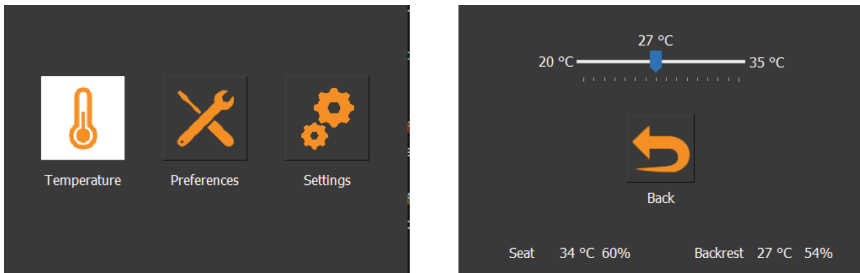 Temperature Preferences Settings
27 °C
20 °C 35 °C
Back
Seat 34 °C 60% Backrest 27 °C 54%